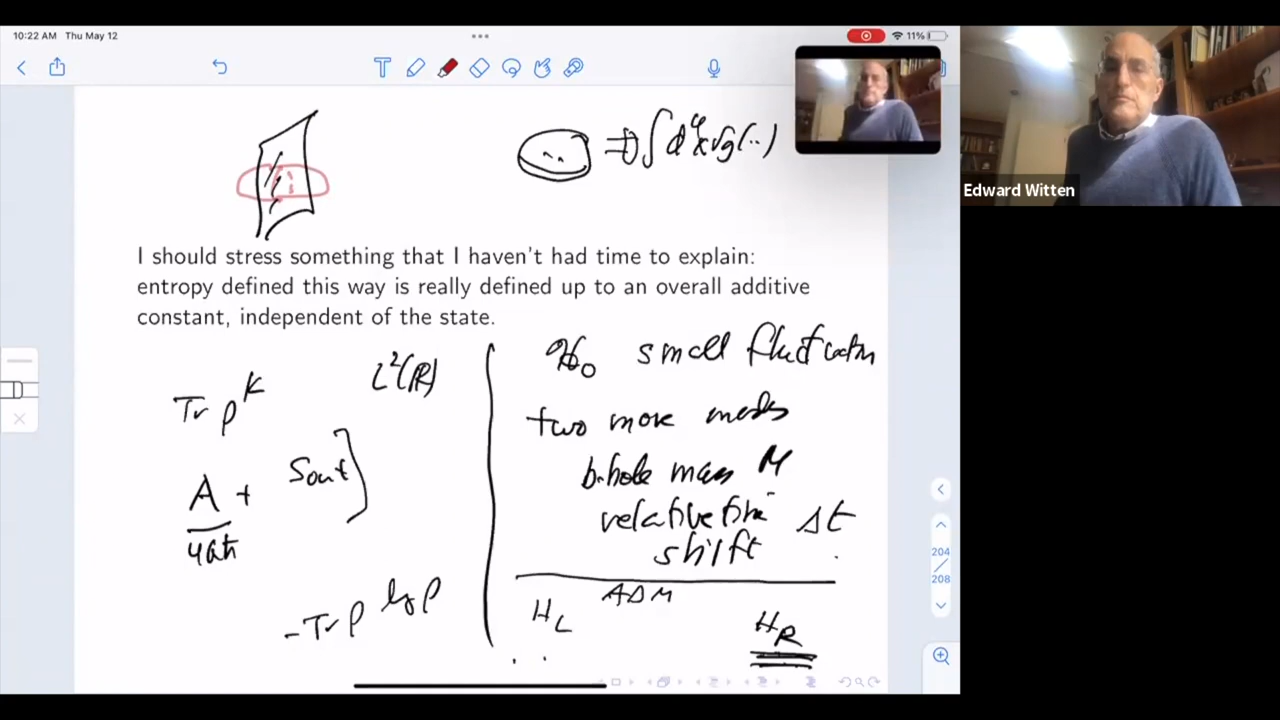 10:22 AM Thu May 12
11%
T
⇒ ∫ d⁴x √g (..)
Edward Witten
I should stress something that I haven't had time to explain:
entropy defined this way is really defined up to an overall additive
constant, independent of the state.
Tr ρ^k
L²(R)
A/4Għ + Sout ]
- Tr ρ log ρ
ℋ₀ small fluctuation
two more modes
b.hole mass M
relative time Δt
shift
ADM
H_L
H_R
204
/
208